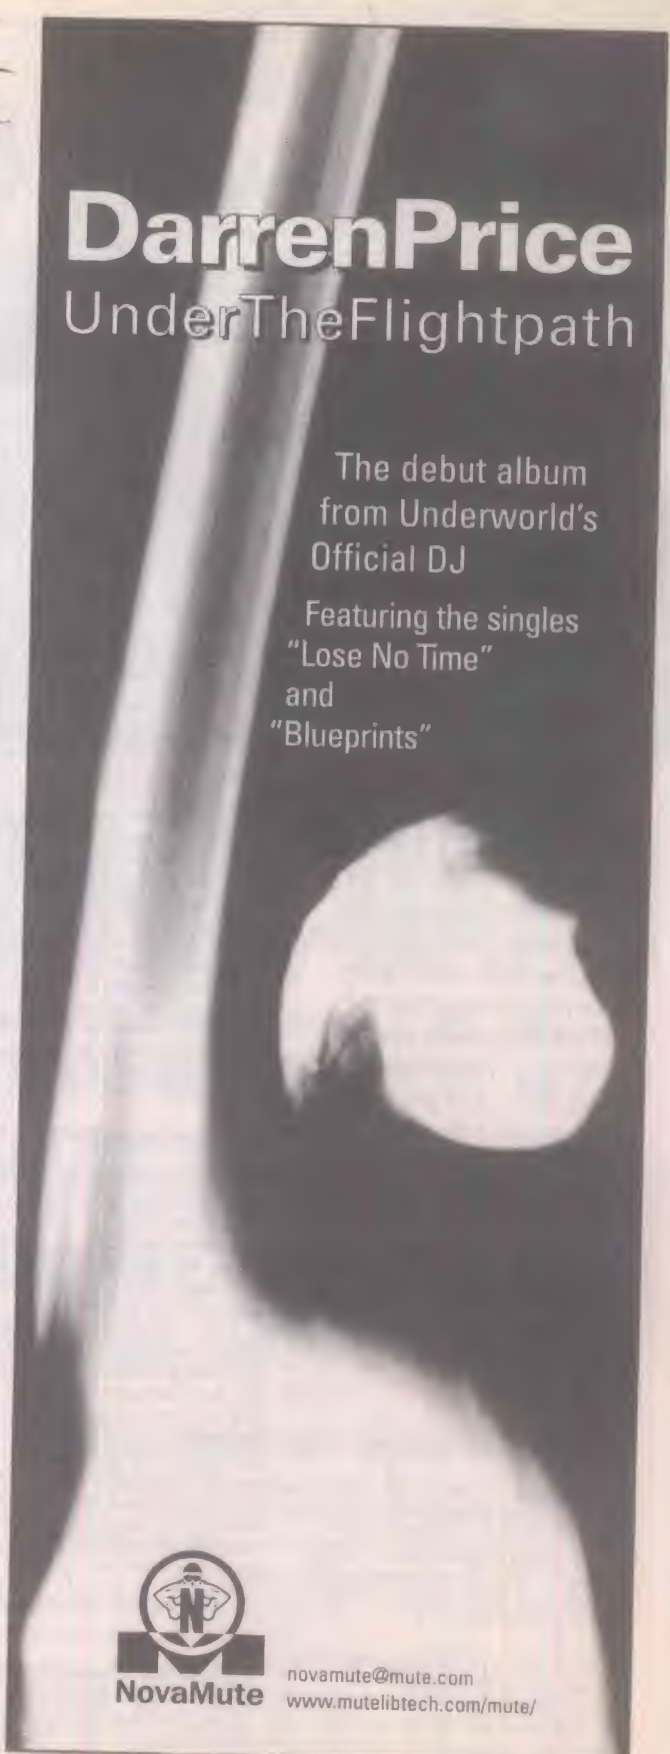 DarrenPrice
UnderTheFlightpath
The debut album
from Underworld's
Official DJ
Featuring the singles
"Lose No Time"
and
"Blueprints"
N
NovaMute
novamute@mute.com
www.mutelibtech.com/mute/